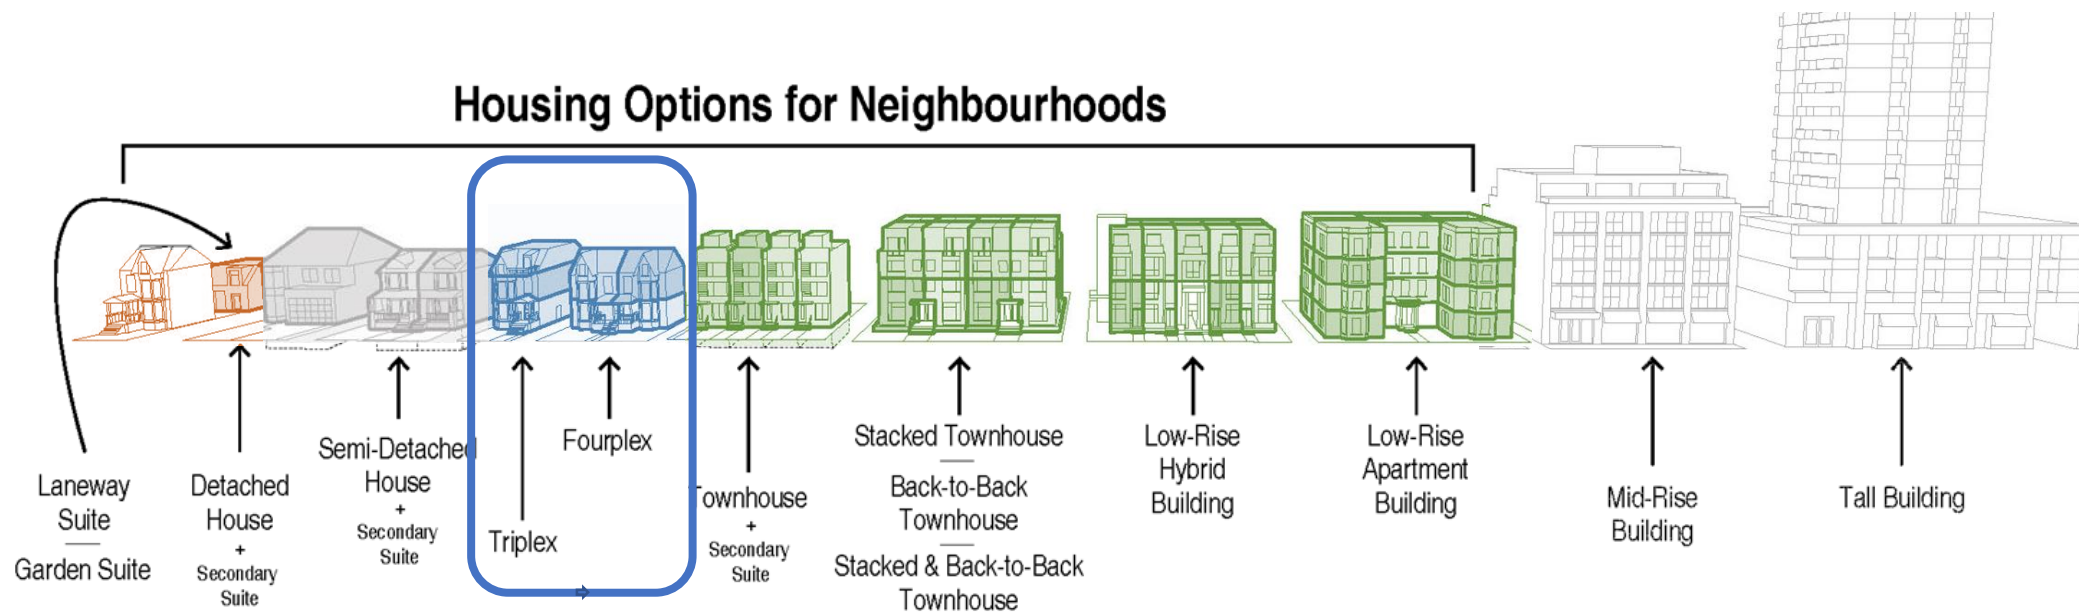 Housing Options for Neighbourhoods
Laneway
Suite
Garden Suite
Detached
House
+
Secondary
Suite
Semi-Detached
House
+
Secondary
Suite
Triplex
Fourplex
Townhouse
+
Secondary
Suite
Stacked Townhouse
Back-to-Back
Townhouse
Stacked & Back-to-Back
Townhouse
Low-Rise
Hybrid
Building
Low-Rise
Apartment
Building
Mid-Rise
Building
Tall Building